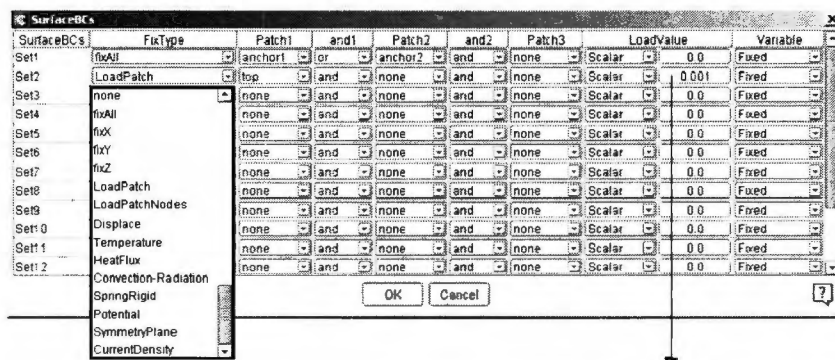 SurfaceBCs
SurfaceBCs FixType Patch1 and1 Patch2 and2 Patch3 LoadValue Variable
Set1 fixAll anchor1 or anchor2 and none Scalar 0.0 Fixed
Set2 LoadPatch top and none and none Scalar 0.001 Fixed
Set3 none none and none and none Scalar 0.0 Fixed
Set4 fixAll none and none and none Scalar 0.0 Fixed
Set5 fixX none and none and none Scalar 0.0 Fixed
Set6 fixY none and none and none Scalar 0.0 Fixed
Set7 fixZ none and none and none Scalar 0.0 Fixed
Set8 LoadPatch none and none and none Scalar 0.0 Fixed
Set9 LoadPatchNodes none and none and none Scalar 0.0 Fixed
Set10 Displace none and none and none Scalar 0.0 Fixed
Set11 Temperature none and none and none Scalar 0.0 Fixed
Set12 HeatFlux none and none and none Scalar 0.0 Fixed
Convection-Radiation
SpringRigid
Potential
SymmetryPlane
CurrentDensity
OK Cancel ?